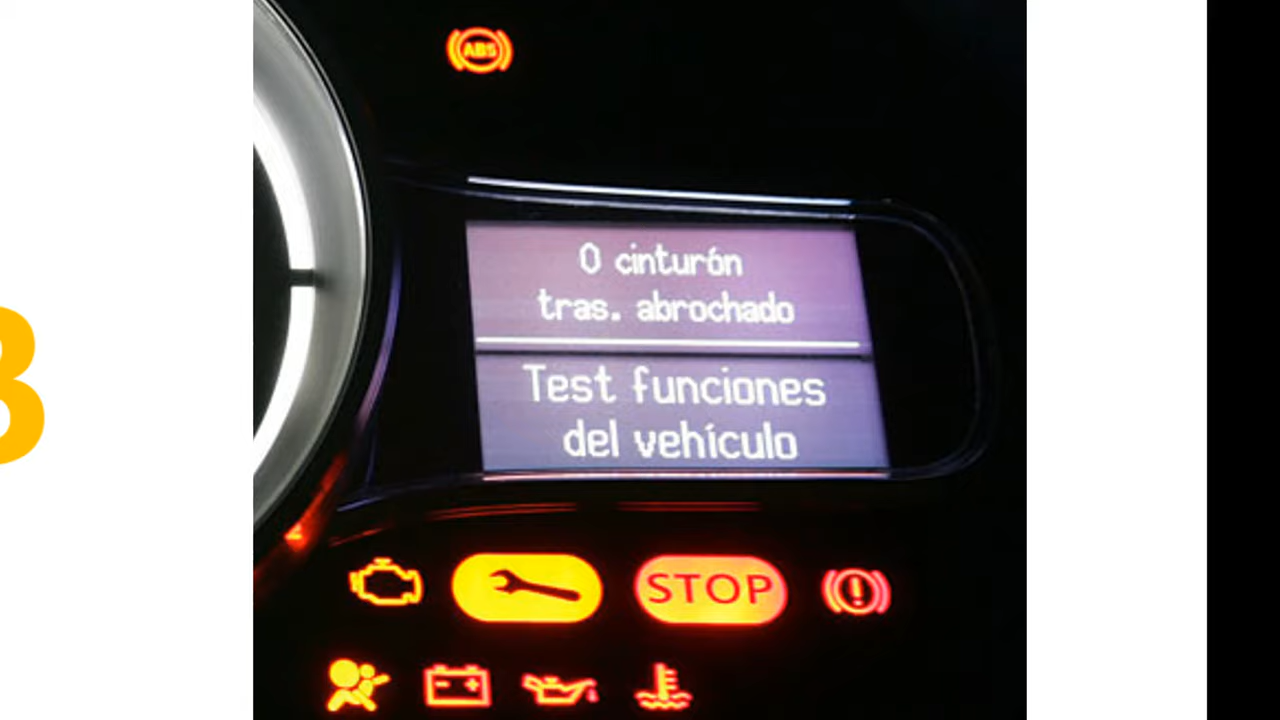 ABS
0 cinturón
tras. abrochado
Test funciones
del vehículo
STOP